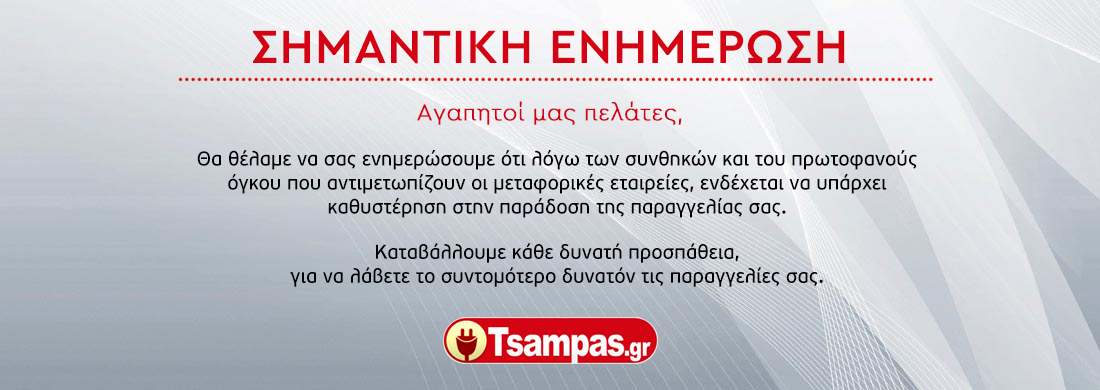 ΣΗΜΑΝΤΙΚΗ ΕΝΗΜΕΡΩΣΗ
Αγαπητοί μας πελάτες,
Θα θέλαμε να σας ενημερώσουμε ότι λόγω των συνθηκών και του πρωτοφανούς
όγκου που αντιμετωπίζουν οι μεταφορικές εταιρείες, ενδέχεται να υπάρχει
καθυστέρηση στην παράδοση της παραγγελίας σας.
Καταβάλλουμε κάθε δυνατή προσπάθεια,
για να λάβετε το συντομότερο δυνατόν τις παραγγελίες σας.
Tsampas.gr